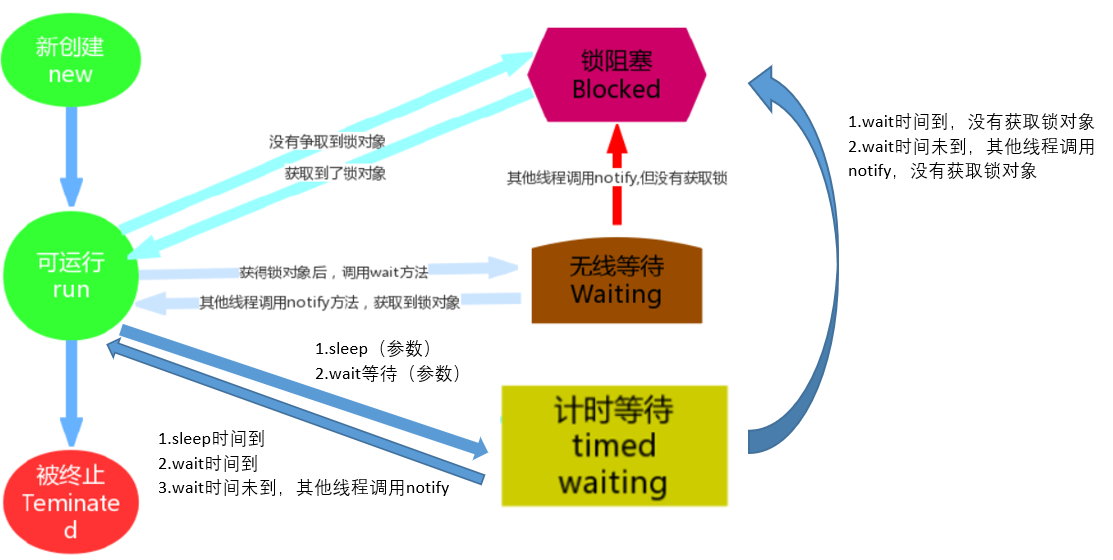 新创建
new
锁阻塞
Blocked
1.wait时间到，没有获取锁对象
2.wait时间未到，其他线程调用
notify，没有获取锁对象
没有争取到锁对象
获取到了锁对象
其他线程调用notify,但没有获取锁
可运行
run
获得锁对象后，调用wait方法
其他线程调用notify方法，获取到锁对象
无线等待
Waiting
1.sleep（参数）
2.wait等待（参数）
计时等待
timed
waiting
1.sleep时间到
2.wait时间到
3.wait时间未到，其他线程调用notify
被终止
Teminate
d